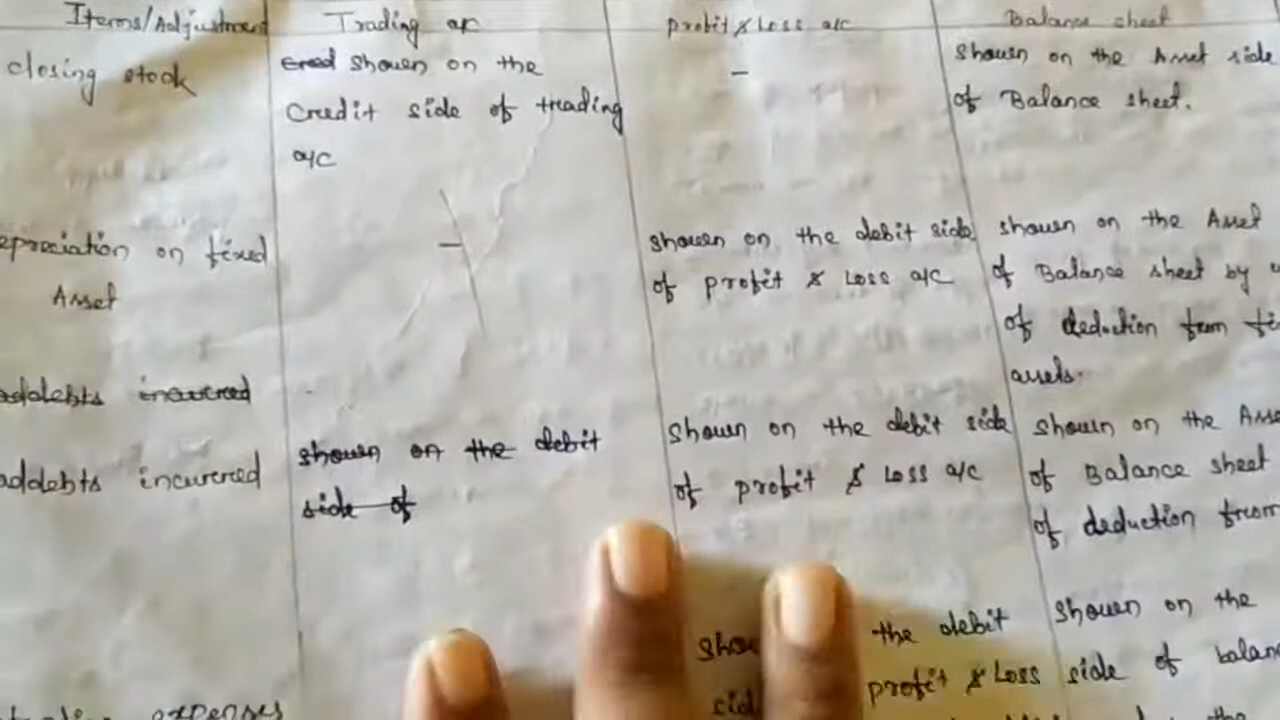 Items/Adjustment
closing stock
epreciation on fixed
Asset
addebts incurred
addebts incurered
expenses
Trading ac
shown on the
Credit side of trading
a/c
-
shown on the debit
side of
profit & Loss a/c
-
shown on the debit side
of profit & Loss a/c
shown on the debit side
of profit & Loss a/c
the debit
profit & Loss
Balance sheet
shown on the Asset side
of Balance sheet.
shown on the Asset
of Balance sheet by
of deduction from
assets.
shown on the
of Balance sheet
of deduction from
shown on the
side of
the